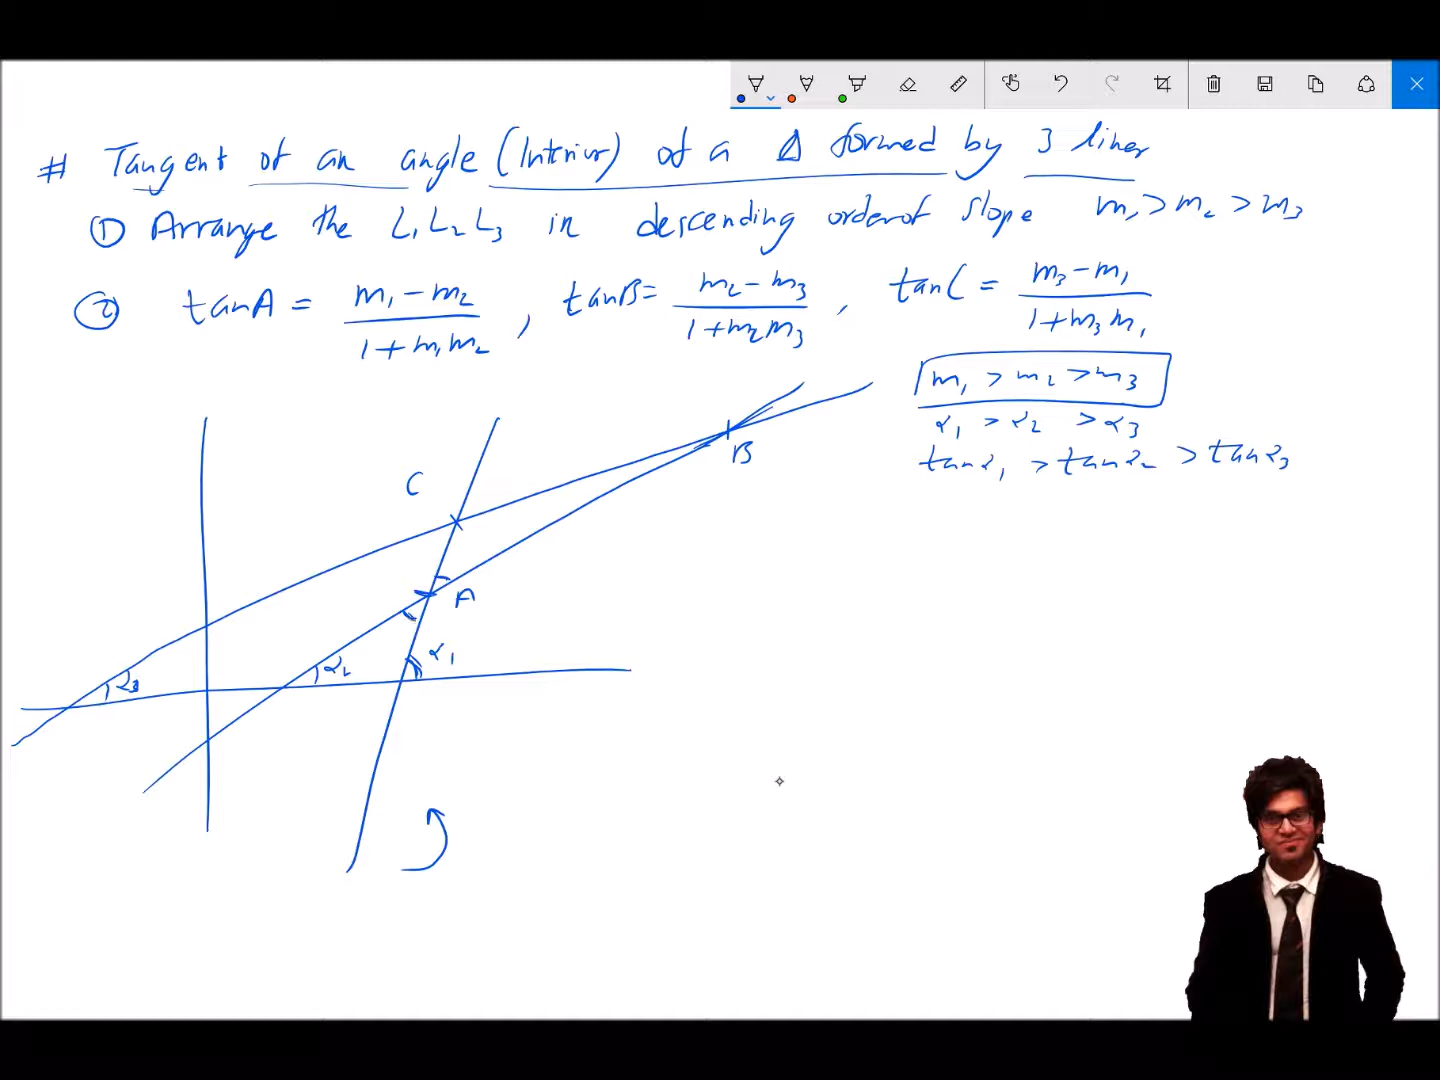 # Tangent of an angle (Interior) of a Δ formed by 3 lines
① Arrange the L₁ L₂ L₃ in descending order of slope m₁ > m₂ > m₃
② tanA = (m₁ - m₂)/(1 + m₁m₂) , tanB = (m₂ - m₃)/(1 + m₂m₃) , tanC = (m₃ - m₁)/(1 + m₃m₁)
m₁ > m₂ > m₃
α₁ > α₂ > α₃
tanα₁ > tanα₂ > tanα₃
B
C
A
α₁
α₂
α₃